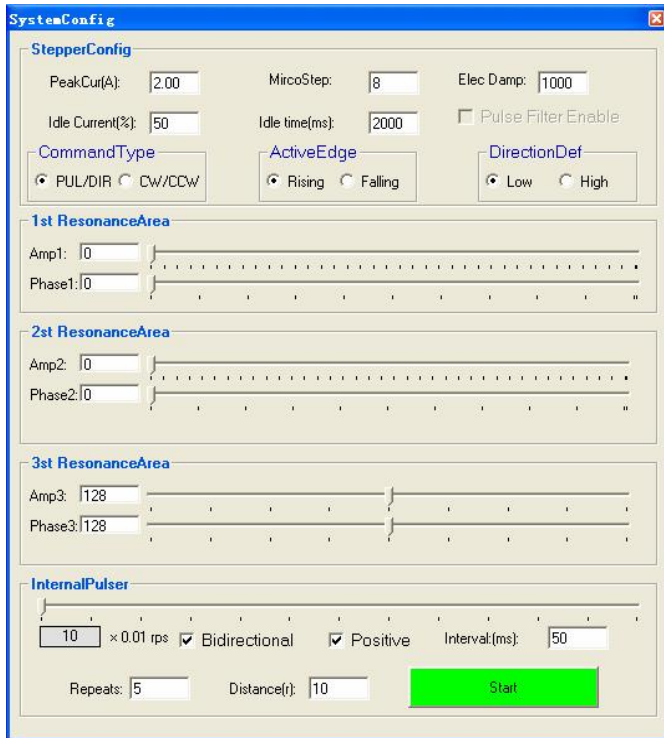 SystemConfig
StepperConfig
PeakCur(A): 2.00 MircoStep: 8 Elec Damp: 1000
Idle Current(%): 50 Idle time(ms): 2000 Pulse Filter Enable
CommandType ActiveEdge DirectionDef
PUL/DIR CW/CCW Rising Falling Low High
1st ResonanceArea
Amp1: 0
Phase1: 0
2st ResonanceArea
Amp2: 0
Phase2: 0
3st ResonanceArea
Amp3: 128
Phase3: 128
InternalPulser
10 × 0.01 rps Bidirectional Positive Interval:(ms): 50
Repeats: 5 Distance(r): 10 Start